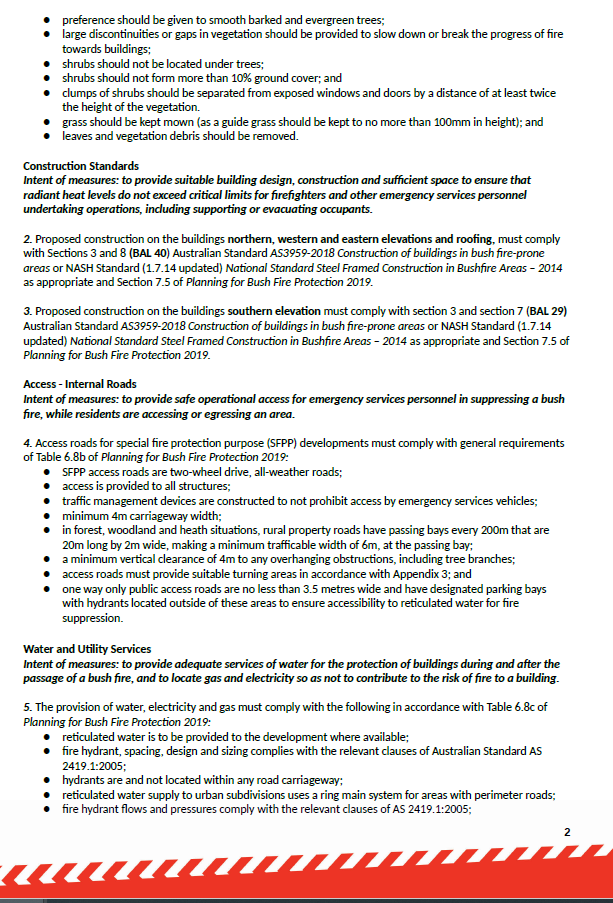 ● preference should be given to smooth barked and evergreen trees;
● large discontinuities or gaps in vegetation should be provided to slow down or break the progress of fire
towards buildings;
● shrubs should not be located under trees;
● shrubs should not form more than 10% ground cover; and
● clumps of shrubs should be separated from exposed windows and doors by a distance of at least twice
the height of the vegetation.
● grass should be kept mown (as a guide grass should be kept to no more than 100mm in height); and
● leaves and vegetation debris should be removed.
Construction Standards
Intent of measures: to provide suitable building design, construction and sufficient space to ensure that
radiant heat levels do not exceed critical limits for firefighters and other emergency services personnel
undertaking operations, including supporting or evacuating occupants.
2. Proposed construction on the buildings northern, western and eastern elevations and roofing, must comply
with Sections 3 and 8 (BAL 40) Australian Standard AS3959-2018 Construction of buildings in bush fire-prone
areas or NASH Standard (1.7.14 updated) National Standard Steel Framed Construction in Bushfire Areas – 2014
as appropriate and Section 7.5 of Planning for Bush Fire Protection 2019.
3. Proposed construction on the buildings southern elevation must comply with section 3 and section 7 (BAL 29)
Australian Standard AS3959-2018 Construction of buildings in bush fire-prone areas or NASH Standard (1.7.14
updated) National Standard Steel Framed Construction in Bushfire Areas – 2014 as appropriate and Section 7.5 of
Planning for Bush Fire Protection 2019.
Access - Internal Roads
Intent of measures: to provide safe operational access for emergency services personnel in suppressing a bush
fire, while residents are accessing or egressing an area.
4. Access roads for special fire protection purpose (SFPP) developments must comply with general requirements
of Table 6.8b of Planning for Bush Fire Protection 2019:
● SFPP access roads are two-wheel drive, all-weather roads;
● access is provided to all structures;
● traffic management devices are constructed to not prohibit access by emergency services vehicles;
● minimum 4m carriageway width;
● in forest, woodland and heath situations, rural property roads have passing bays every 200m that are
20m long by 2m wide, making a minimum trafficable width of 6m, at the passing bay;
● a minimum vertical clearance of 4m to any overhanging obstructions, including tree branches;
● access roads must provide suitable turning areas in accordance with Appendix 3; and
● one way only public access roads are no less than 3.5 metres wide and have designated parking bays
with hydrants located outside of these areas to ensure accessibility to reticulated water for fire
suppression.
Water and Utility Services
Intent of measures: to provide adequate services of water for the protection of buildings during and after the
passage of a bush fire, and to locate gas and electricity so as not to contribute to the risk of fire to a building.
5. The provision of water, electricity and gas must comply with the following in accordance with Table 6.8c of
Planning for Bush Fire Protection 2019:
● reticulated water is to be provided to the development where available;
● fire hydrant, spacing, design and sizing complies with the relevant clauses of Australian Standard AS
2419.1:2005;
● hydrants are and not located within any road carriageway;
● reticulated water supply to urban subdivisions uses a ring main system for areas with perimeter roads;
● fire hydrant flows and pressures comply with the relevant clauses of AS 2419.1:2005;
2